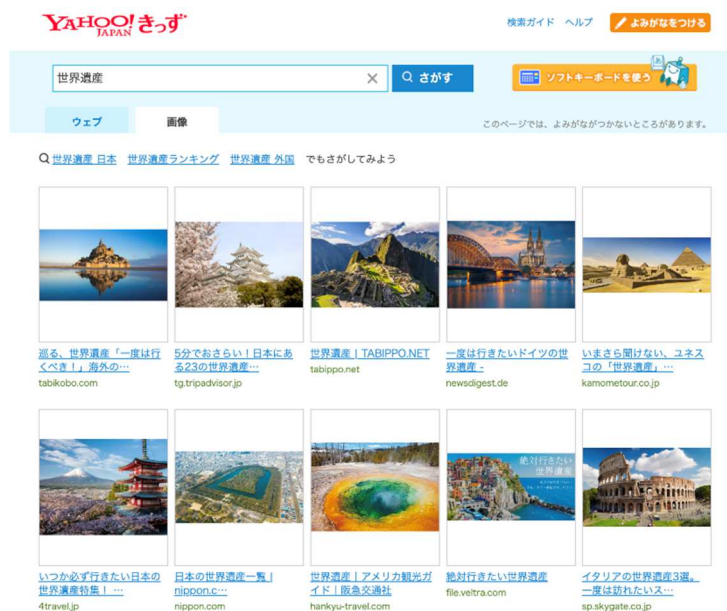 YAHOO! きっず
JAPAN
検索ガイド ヘルプ よみがなをつける
世界遺産
さがす
ソフトキーボードを使う
ウェブ 画像
このページでは、よみがながつかないところがあります。
世界遺産 日本 世界遺産ランキング 世界遺産 外国 でもさがしてみよう
巡る、世界遺産「一度は行くべき！」海外の…
tabikobo.com
5分でおさらい！日本にある23の世界遺産…
tg.tripadvisor.jp
世界遺産 | TABIPPO.NET
tabippo.net
一度は行きたいドイツの世界遺産 -
newsdigest.de
いまさら聞けない、ユネスコの「世界遺産」…
kamometour.co.jp
絶対行きたい
世界遺産
いつか必ず行きたい日本の世界遺産特集！ …
4travel.jp
日本の世界遺産一覧 | nippon.c…
nippon.com
世界遺産 | アメリカ観光ガイド | 阪急交通社
hankyu-travel.com
絶対行きたい世界遺産
file.veltra.com
イタリアの世界遺産3選。一度は訪れたいス…
sp.skygate.co.jp